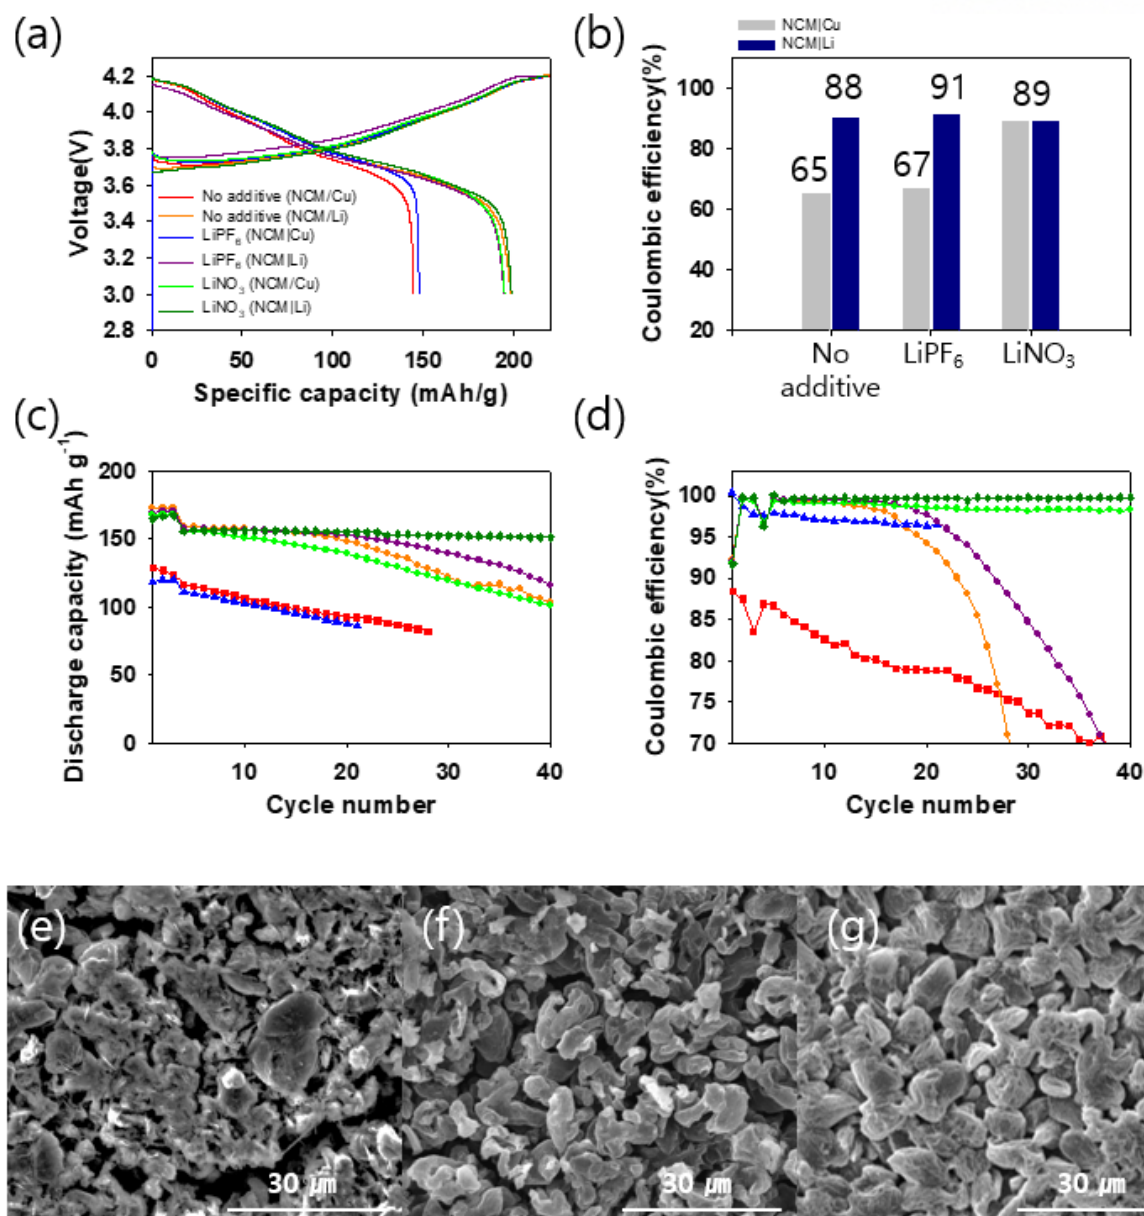 (a)
Voltage(V)
4.2
4.0
3.8
3.6
3.4
3.2
3.0
2.8
No additive (NCM/Cu)
No additive (NCM/Li)
LiPF₆ (NCM|Cu)
LiPF₆ (NCM|Li)
LiNO₃ (NCM/Cu)
LiNO₃ (NCM|Li)
0 50 100 150 200
Specific capacity (mAh/g)
(b)
NCM|Cu
NCM|Li
Coulombic efficiency(%)
100
80
60
40
20
65 88 67 91 89
No additive
LiPF₆
LiNO₃
(c)
Discharge capacity (mAh g⁻¹)
200
150
100
50
0
10 20 30 40
Cycle number
(d)
Coulombic efficiency(%)
100
95
90
85
80
75
70
10 20 30 40
Cycle number
(e)
30 ㎛
(f)
30 ㎛
(g)
30 ㎛